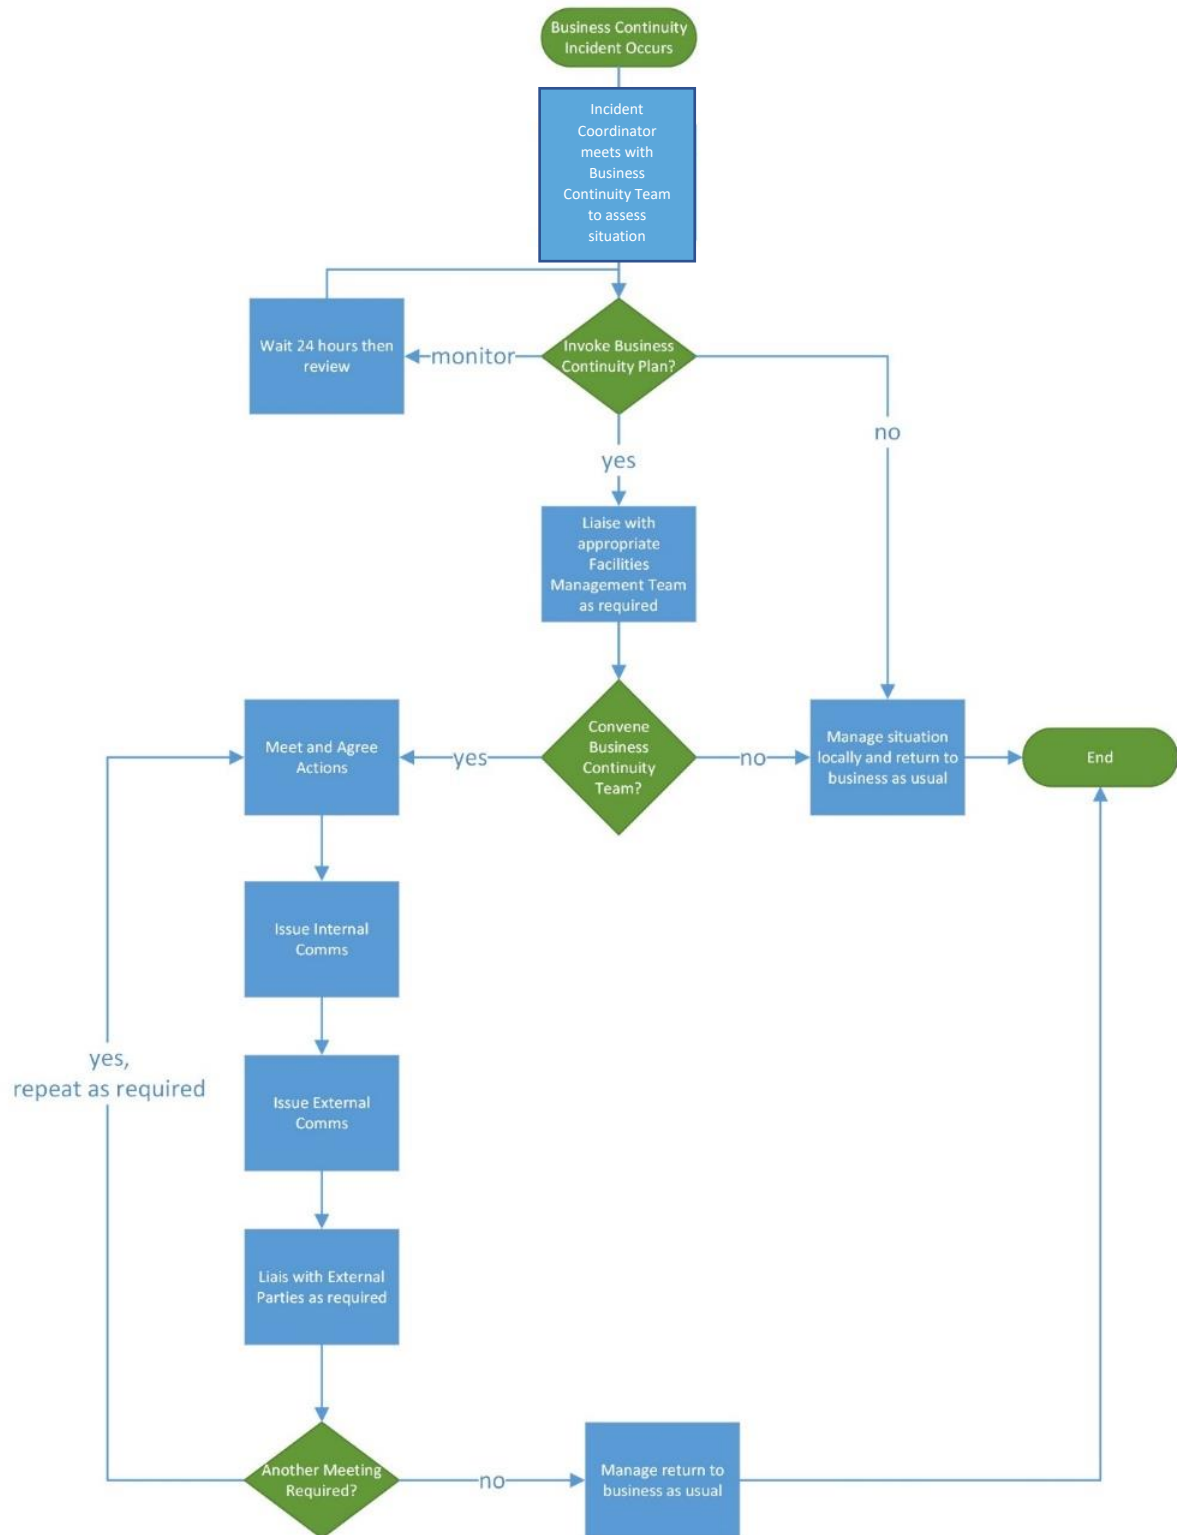 Business Continuity
Incident Occurs
Incident
Coordinator
meets with
Business
Continuity Team
to assess
situation
Wait 24 hours then
review
monitor
Invoke Business
Continuity Plan?
no
yes
Liaise with
appropriate
Facilities
Management Team
as required
Meet and Agree
Actions
yes
Convene
Business
Continuity
Team?
no
Manage situation
locally and return to
business as usual
End
Issue Internal
Comms
yes,
repeat as required
Issue External
Comms
Liais with External
Parties as required
Another Meeting
Required?
no
Manage return to
business as usual